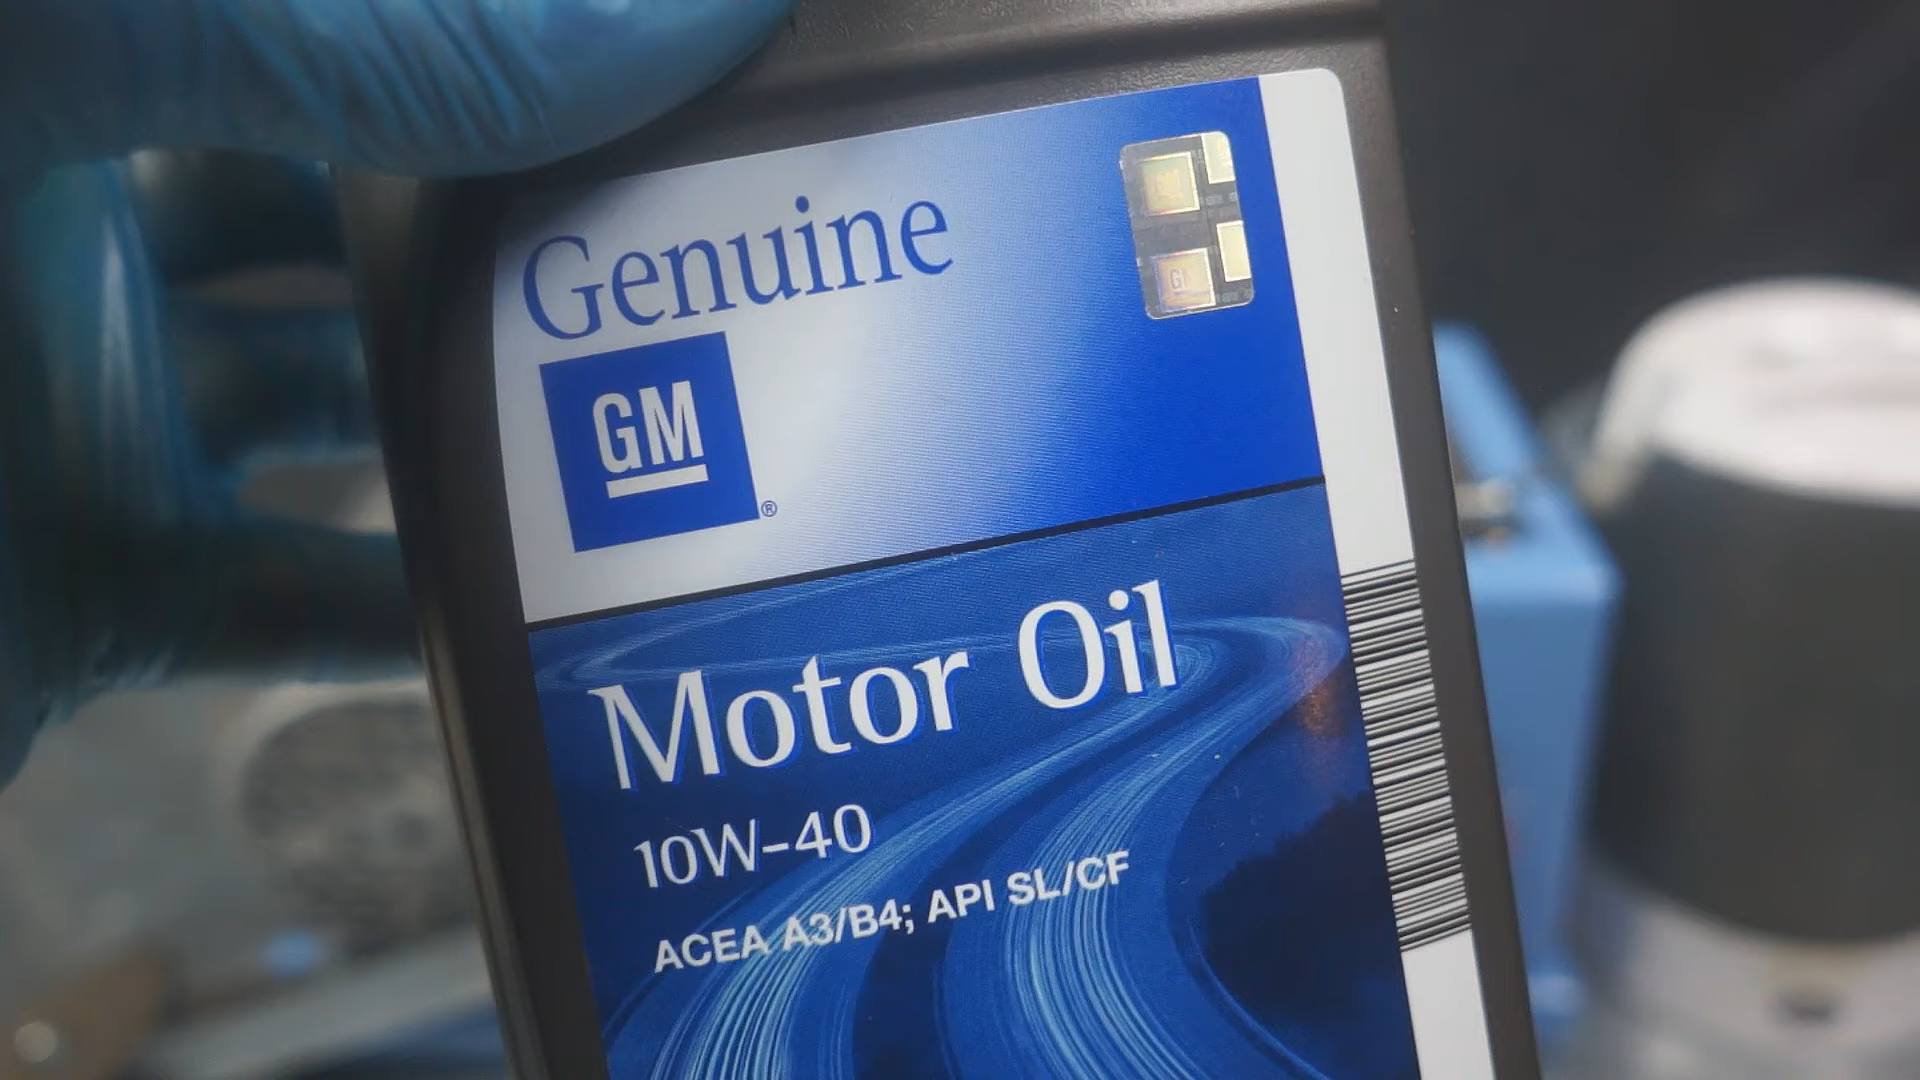 Genuine
GM
®
Motor Oil
10W-40
ACEA A3/B4; API SL/CF